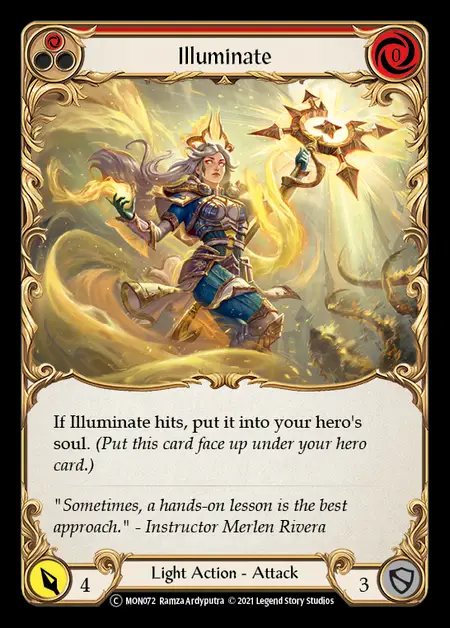 Illuminate
0
If Illuminate hits, put it into your hero's
soul. (Put this card face up under your hero
card.)
"Sometimes, a hands-on lesson is the best
approach." - Instructor Merlen Rivera
4
Light Action - Attack
3
C MON072 Ramza Ardyputra © 2021 Legend Story Studios